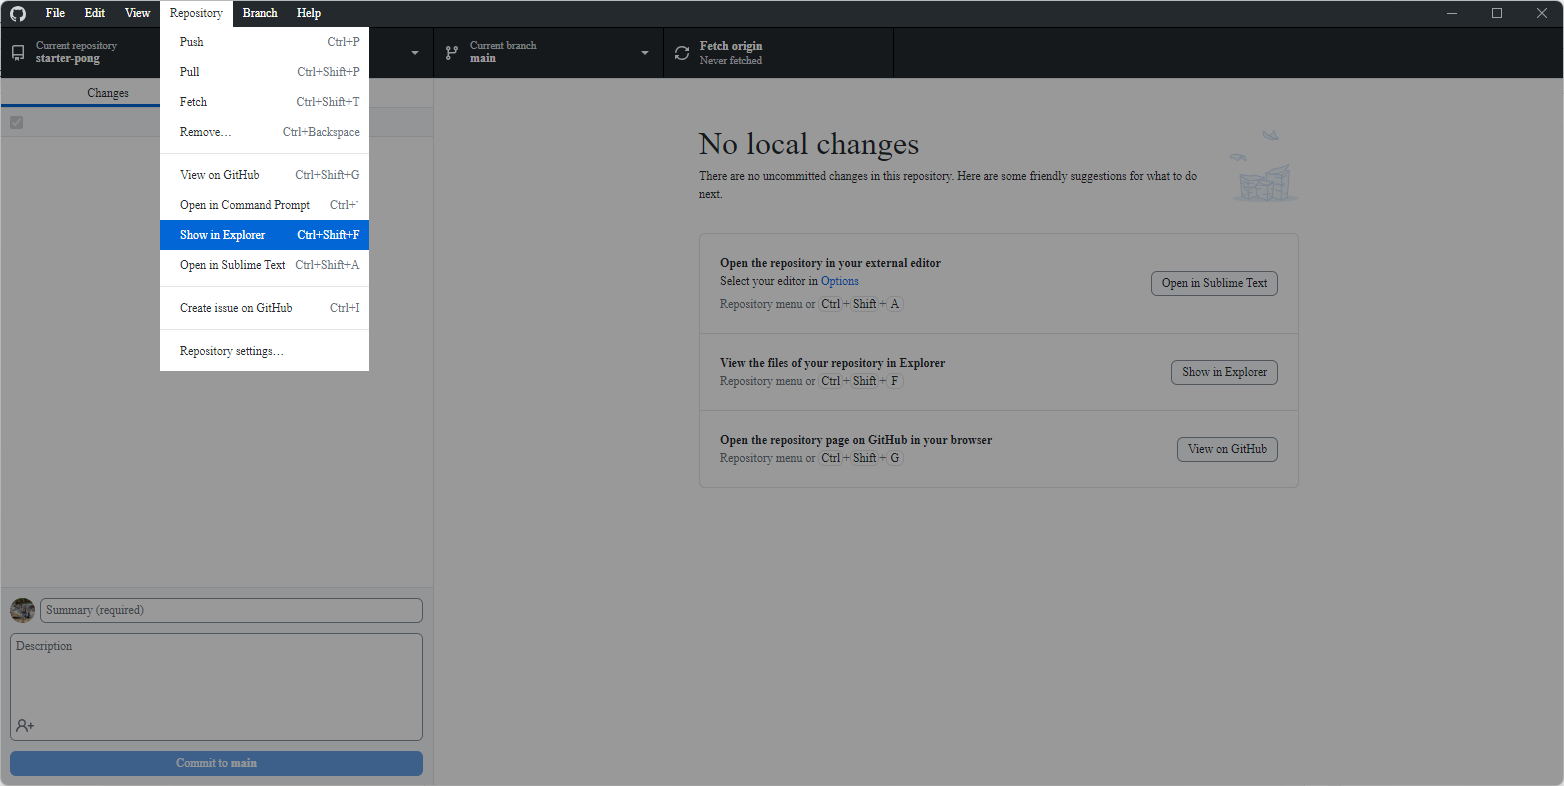 File Edit View Repository Branch Help
Current repository
starter-pong
Current branch
main
Fetch origin
Never fetched
Push Ctrl+P
Pull Ctrl+Shift+P
Fetch Ctrl+Shift+T
Remove… Ctrl+Backspace
View on GitHub Ctrl+Shift+G
Open in Command Prompt Ctrl+`
Show in Explorer Ctrl+Shift+F
Open in Sublime Text Ctrl+Shift+A
Create issue on GitHub Ctrl+I
Repository settings…
Changes
No local changes
There are no uncommitted changes in this repository. Here are some friendly suggestions for what to do
next.
Open the repository in your external editor
Select your editor in Options
Repository menu or Ctrl + Shift + A
Open in Sublime Text
View the files of your repository in Explorer
Repository menu or Ctrl + Shift + F
Show in Explorer
Open the repository page on GitHub in your browser
Repository menu or Ctrl + Shift + G
View on GitHub
Summary (required)
Description
Commit to main